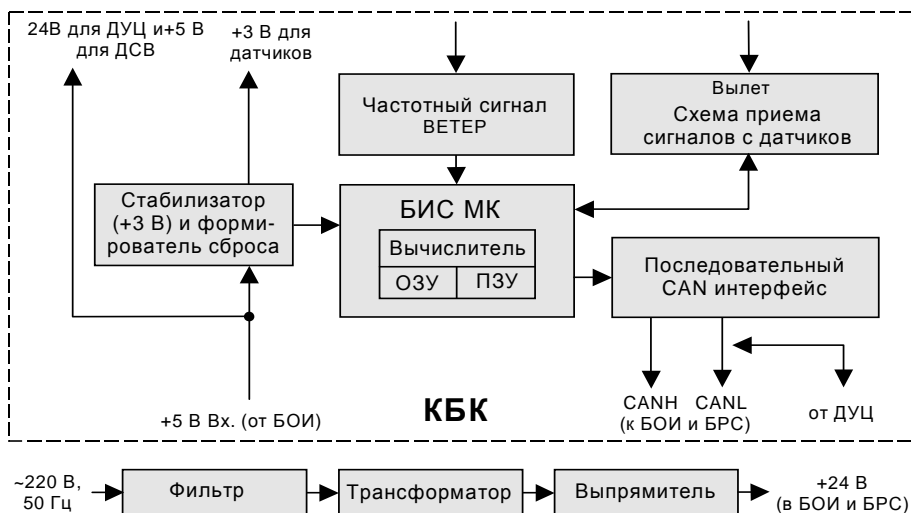 24В для ДУЦ и+5 В
для ДСВ
+3 В для
датчиков
Частотный сигнал
ВЕТЕР
Вылет
Схема приема
сигналов с датчиков
Стабилизатор
(+3 В) и форми-
рователь сброса
БИС МК
Вычислитель
ОЗУ
ПЗУ
Последовательный
CAN интерфейс
+5 В Вх. (от БОИ)
КБК
CANH
CANL
(к БОИ и БРС)
от ДУЦ
~220 В,
50 Гц
Фильтр
Трансформатор
Выпрямитель
+24 В
(в БОИ и БРС)